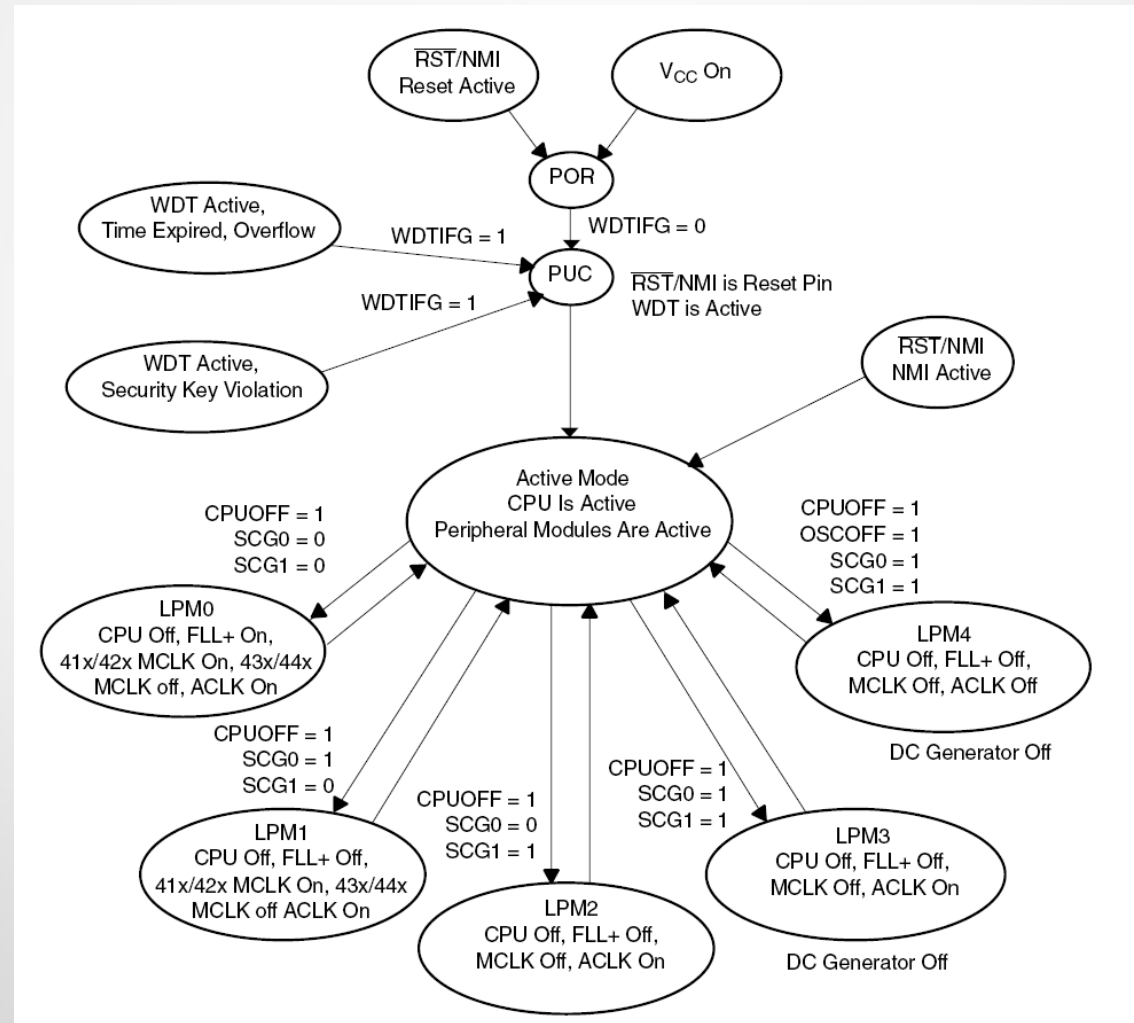 RST/NMI
Reset Active
VCC On
POR
WDT Active,
Time Expired, Overflow
WDTIFG = 1
WDTIFG = 0
PUC
RST/NMI is Reset Pin
WDT is Active
WDTIFG = 1
WDT Active,
Security Key Violation
RST/NMI
NMI Active
Active Mode
CPU Is Active
Peripheral Modules Are Active
CPUOFF = 1
SCG0 = 0
SCG1 = 0
CPUOFF = 1
OSCOFF = 1
SCG0 = 1
SCG1 = 1
LPM0
CPU Off, FLL+ On,
41x/42x MCLK On, 43x/44x
MCLK off, ACLK On
LPM4
CPU Off, FLL+ Off,
MCLK Off, ACLK Off
DC Generator Off
CPUOFF = 1
SCG0 = 1
SCG1 = 0
CPUOFF = 1
SCG0 = 0
SCG1 = 1
CPUOFF = 1
SCG0 = 1
SCG1 = 1
LPM1
CPU Off, FLL+ Off,
41x/42x MCLK On, 43x/44x
MCLK off ACLK On
LPM2
CPU Off, FLL+ Off,
MCLK Off, ACLK On
LPM3
CPU Off, FLL+ Off,
MCLK Off, ACLK On
DC Generator Off